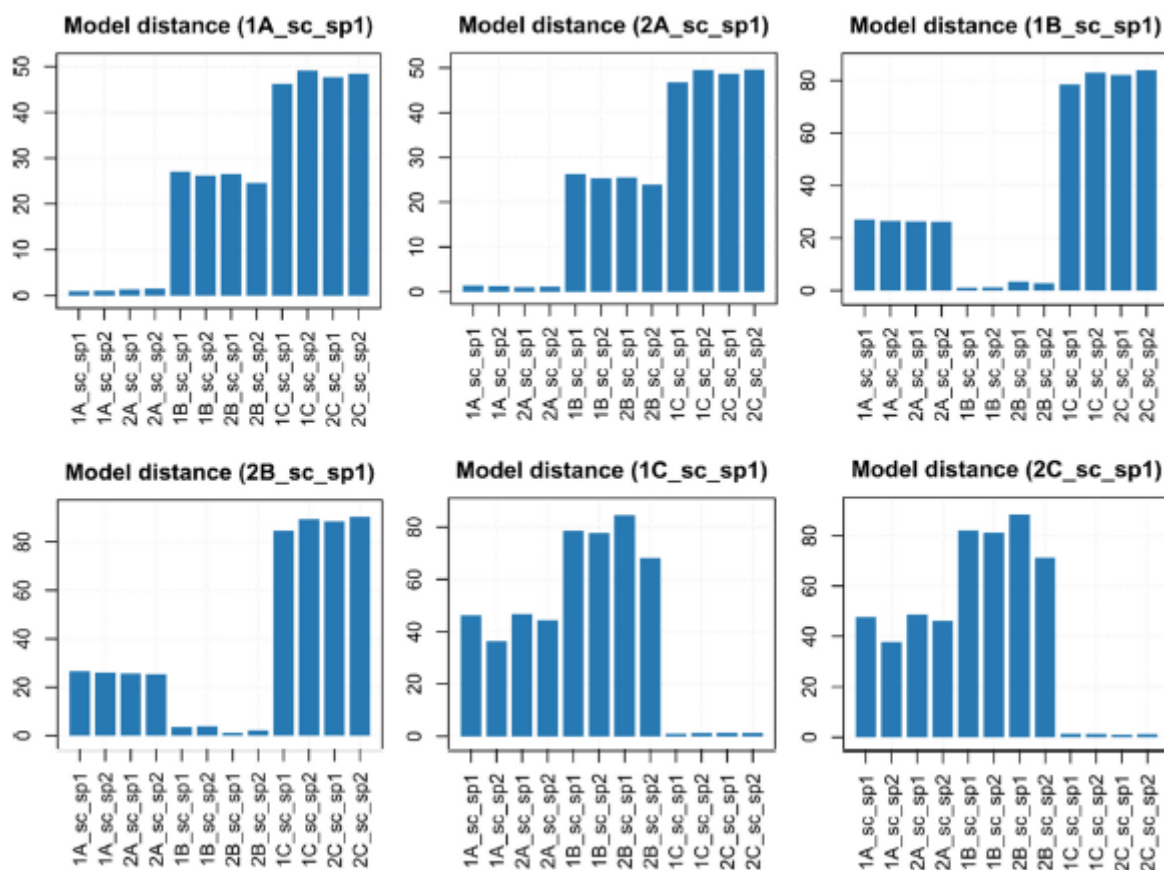 Model distance (1A_sc_sp1)
50
40
30
20
10
0
1A_sc_sp1
1A_sc_sp2
2A_sc_sp1
2A_sc_sp2
1B_sc_sp1
1B_sc_sp2
2B_sc_sp1
2B_sc_sp2
1C_sc_sp1
1C_sc_sp2
2C_sc_sp1
2C_sc_sp2
Model distance (2A_sc_sp1)
50
40
30
20
10
0
1A_sc_sp1
1A_sc_sp2
2A_sc_sp1
2A_sc_sp2
1B_sc_sp1
1B_sc_sp2
2B_sc_sp1
2B_sc_sp2
1C_sc_sp1
1C_sc_sp2
2C_sc_sp1
2C_sc_sp2
Model distance (1B_sc_sp1)
80
60
40
20
0
1A_sc_sp1
1A_sc_sp2
2A_sc_sp1
2A_sc_sp2
1B_sc_sp1
1B_sc_sp2
2B_sc_sp1
2B_sc_sp2
1C_sc_sp1
1C_sc_sp2
2C_sc_sp1
2C_sc_sp2
Model distance (2B_sc_sp1)
80
60
40
20
0
1A_sc_sp1
1A_sc_sp2
2A_sc_sp1
2A_sc_sp2
1B_sc_sp1
1B_sc_sp2
2B_sc_sp1
2B_sc_sp2
1C_sc_sp1
1C_sc_sp2
2C_sc_sp1
2C_sc_sp2
Model distance (1C_sc_sp1)
80
60
40
20
0
1A_sc_sp1
1A_sc_sp2
2A_sc_sp1
2A_sc_sp2
1B_sc_sp1
1B_sc_sp2
2B_sc_sp1
2B_sc_sp2
1C_sc_sp1
1C_sc_sp2
2C_sc_sp1
2C_sc_sp2
Model distance (2C_sc_sp1)
80
60
40
20
0
1A_sc_sp1
1A_sc_sp2
2A_sc_sp1
2A_sc_sp2
1B_sc_sp1
1B_sc_sp2
2B_sc_sp1
2B_sc_sp2
1C_sc_sp1
1C_sc_sp2
2C_sc_sp1
2C_sc_sp2